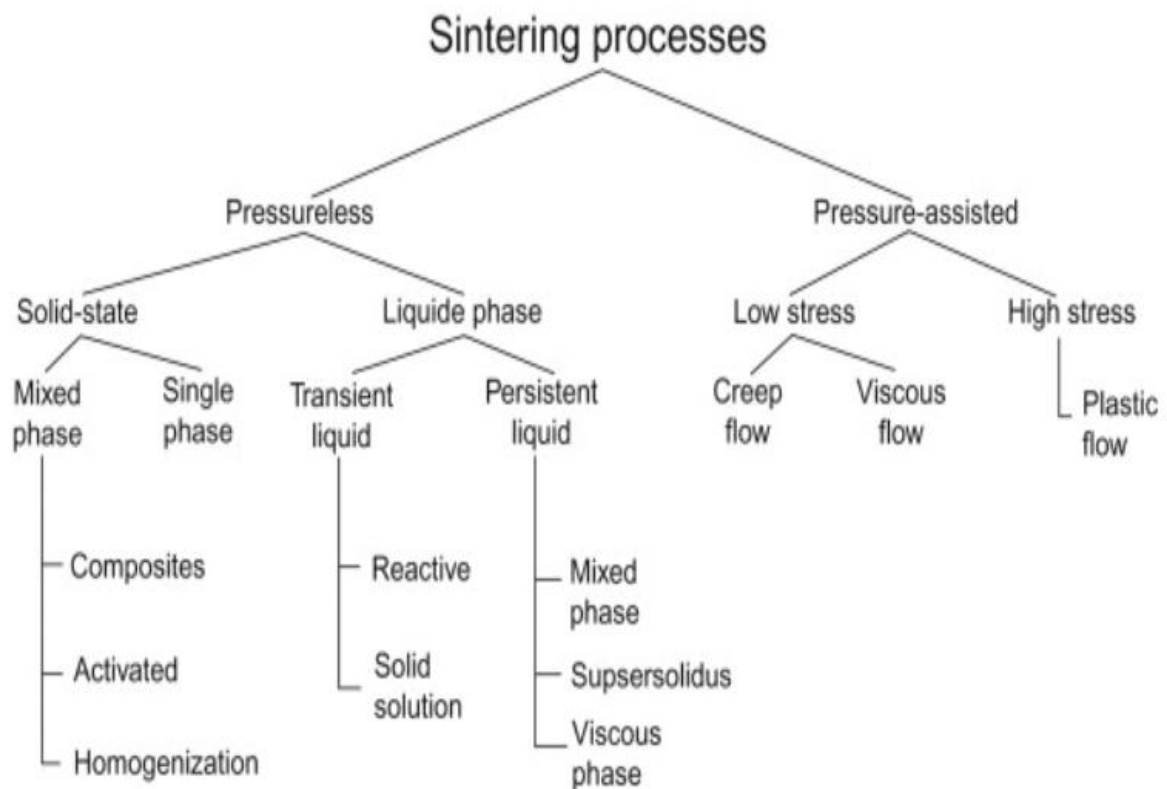 Sintering processes
Pressureless
Pressure-assisted
Solid-state
Liquide phase
Low stress
High stress
Mixed
phase
Single
phase
Transient
liquid
Persistent
liquid
Creep
flow
Viscous
flow
Plastic
flow
Composites
Activated
Homogenization
Reactive
Solid
solution
Mixed
phase
Supsersolidus
Viscous
phase